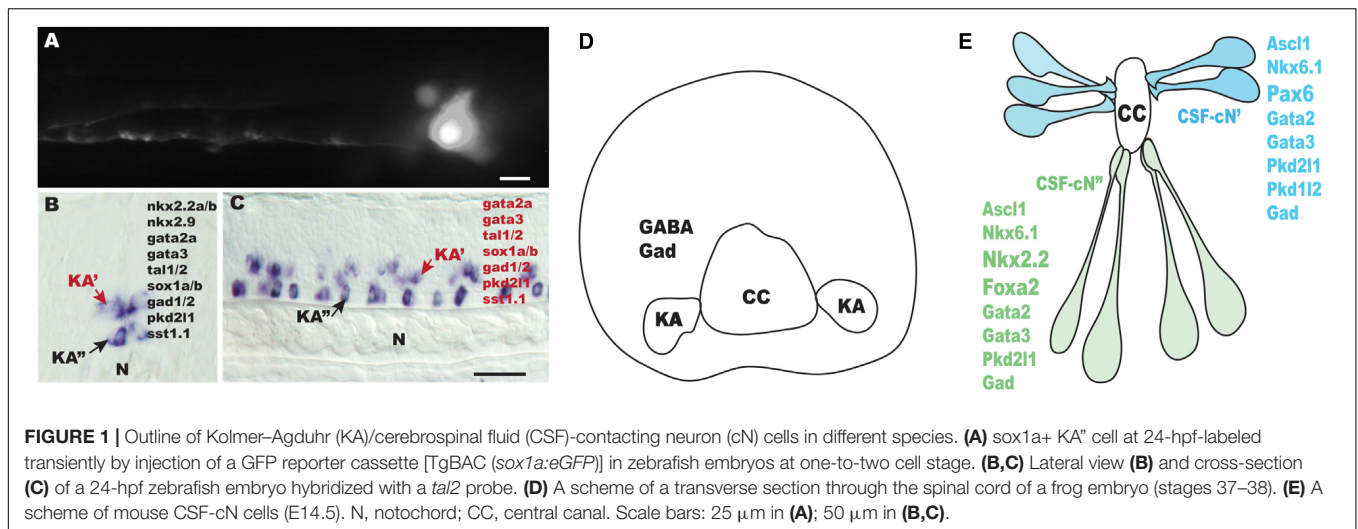 A
B
nkx2.2a/b
nkx2.9
gata2a
gata3
tal1/2
sox1a/b
gad1/2
pkd2l1
sst1.1
KA'
KA"
N
C
gata2a
gata3
tal1/2
sox1a/b
gad1/2
pkd2l1
sst1.1
KA'
KA"
N
D
GABA
Gad
CC
KA
KA
E
Ascl1
Nkx6.1
Pax6
Gata2
Gata3
Pkd2l1
Pkd1l2
Gad
CC
CSF-cN'
CSF-cN"
Ascl1
Nkx6.1
Nkx2.2
Foxa2
Gata2
Gata3
Pkd2l1
Gad
FIGURE 1 | Outline of Kolmer–Agduhr (KA)/cerebrospinal fluid (CSF)-contacting neuron (cN) cells in different species. (A) sox1a+ KA" cell at 24-hpf-labeled
transiently by injection of a GFP reporter cassette [TgBAC (sox1a:eGFP)] in zebrafish embryos at one-to-two cell stage. (B,C) Lateral view (B) and cross-section
(C) of a 24-hpf zebrafish embryo hybridized with a tal2 probe. (D) A scheme of a transverse section through the spinal cord of a frog embryo (stages 37–38). (E) A
scheme of mouse CSF-cN cells (E14.5). N, notochord; CC, central canal. Scale bars: 25 μm in (A); 50 μm in (B,C).